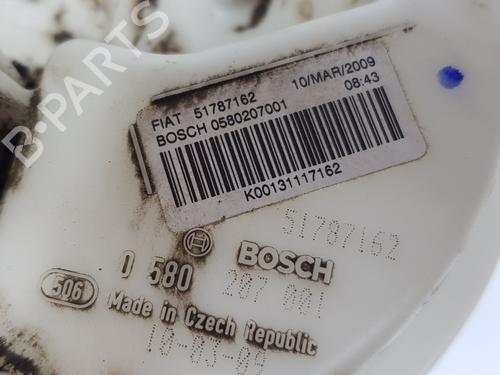 B-PARTS
FIAT 51787162 10/MAR/2009
BOSCH 0580207001 08:43
K00131117162
51787162
BOSCH
0 580 207 001
506 Made in Czech Republic
10-03-09